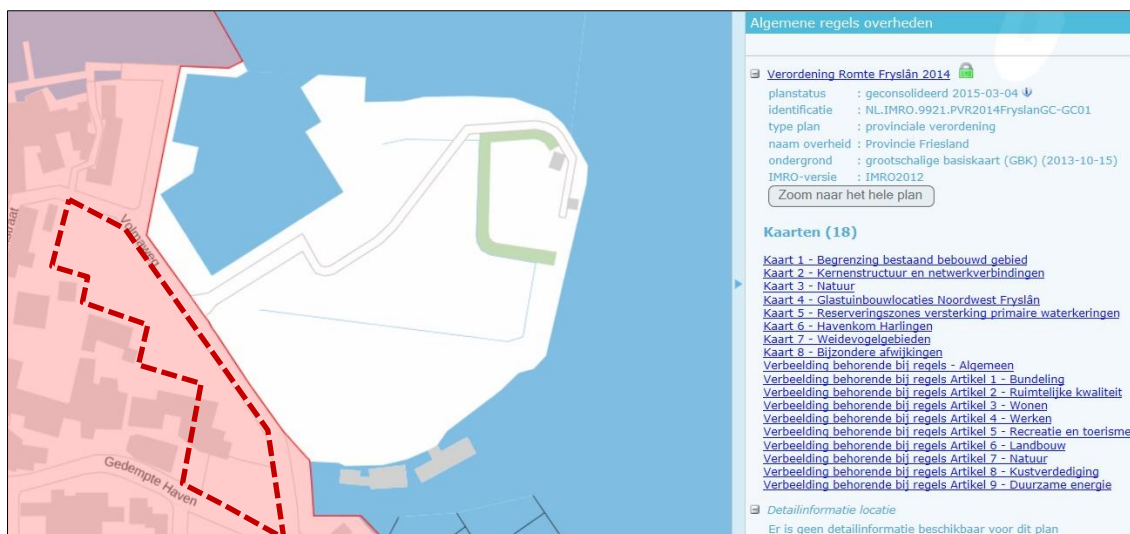 Volmaweg
straat
Gedempte Haven
Algemene regels overheden
Verordening Romte Fryslân 2014
planstatus : geconsolideerd 2015-03-04
identificatie : NL.IMRO.9921.PVR2014FryslanGC-GC01
type plan : provinciale verordening
naam overheid : Provincie Friesland
ondergrond : grootschalige basiskaart (GBK) (2013-10-15)
IMRO-versie : IMRO2012
Zoom naar het hele plan
Kaarten (18)
Kaart 1 - Begrenzing bestaand bebouwd gebied
Kaart 2 - Kernenstructuur en netwerkverbindingen
Kaart 3 - Natuur
Kaart 4 - Glastuinbouwlocaties Noordwest Fryslân
Kaart 5 - Reserveringszones versterking primaire waterkeringen
Kaart 6 - Havenkom Harlingen
Kaart 7 - Weidevogelgebieden
Kaart 8 - Bijzondere afwijkingen
Verbeelding behorende bij regels - Algemeen
Verbeelding behorende bij regels Artikel 1 - Bundeling
Verbeelding behorende bij regels Artikel 2 - Ruimtelijke kwaliteit
Verbeelding behorende bij regels Artikel 3 - Wonen
Verbeelding behorende bij regels Artikel 4 - Werken
Verbeelding behorende bij regels Artikel 5 - Recreatie en toerisme
Verbeelding behorende bij regels Artikel 6 - Landbouw
Verbeelding behorende bij regels Artikel 7 - Natuur
Verbeelding behorende bij regels Artikel 8 - Kustverdediging
Verbeelding behorende bij regels Artikel 9 - Duurzame energie
Detailinformatie locatie
Er is geen detailinformatie beschikbaar voor dit plan